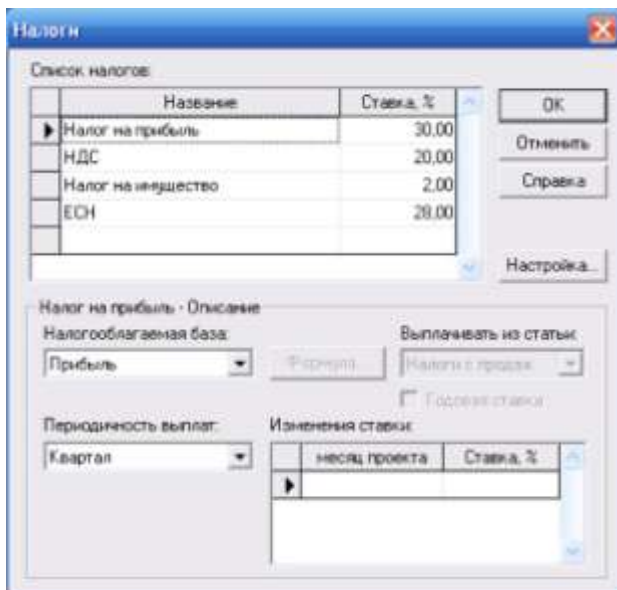 Налоги
Список налогов:
Название Ставка, %
Налог на прибыль 30,00
НДС 20,00
Налог на имущество 2,00
ЕСН 28,00
OK
Отменить
Справка
Настройка...
Налог на прибыль - Описание
Налогооблагаемая база: Выплачивать из статьи:
Прибыль Формула... Налоги с продаж
Годовая ставка
Периодичность выплат: Изменения ставки:
Квартал месяц проекта Ставка, %